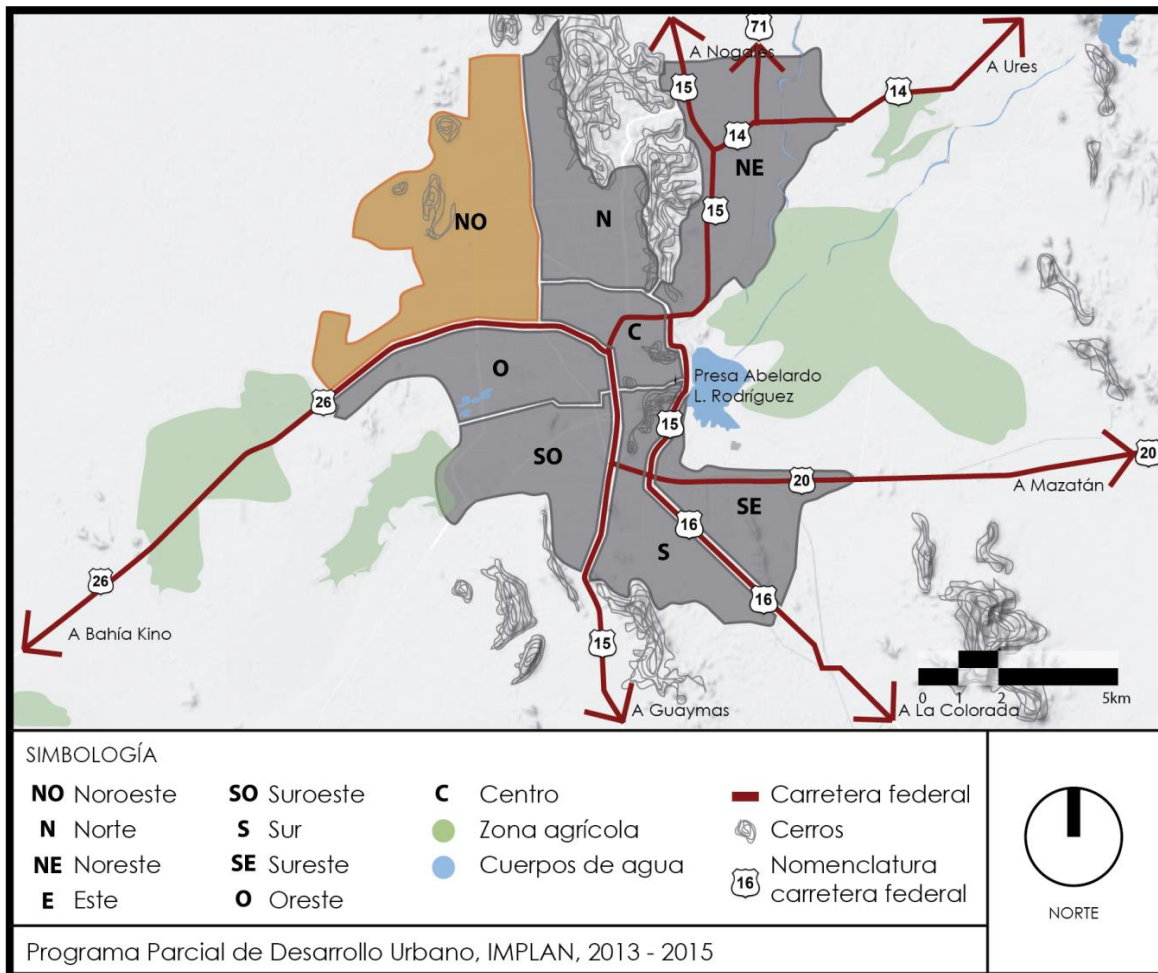 71
A Nogales
A Ures
15
14
14
NE
NO
N
15
C
O
Presa Abelardo
L. Rodríguez
26
15
SO
20
20
A Mazatán
SE
16
S
26
16
A Bahía Kino
15
0 1 2 5km
A Guaymas
A La Colorada
SIMBOLOGÍA
NO Noroeste
N Norte
NE Noreste
E Este
SO Suroeste
S Sur
SE Sureste
O Oreste
C Centro
Zona agrícola
Cuerpos de agua
Carretera federal
Cerros
16 Nomenclatura
carretera federal
NORTE
Programa Parcial de Desarrollo Urbano, IMPLAN, 2013 - 2015